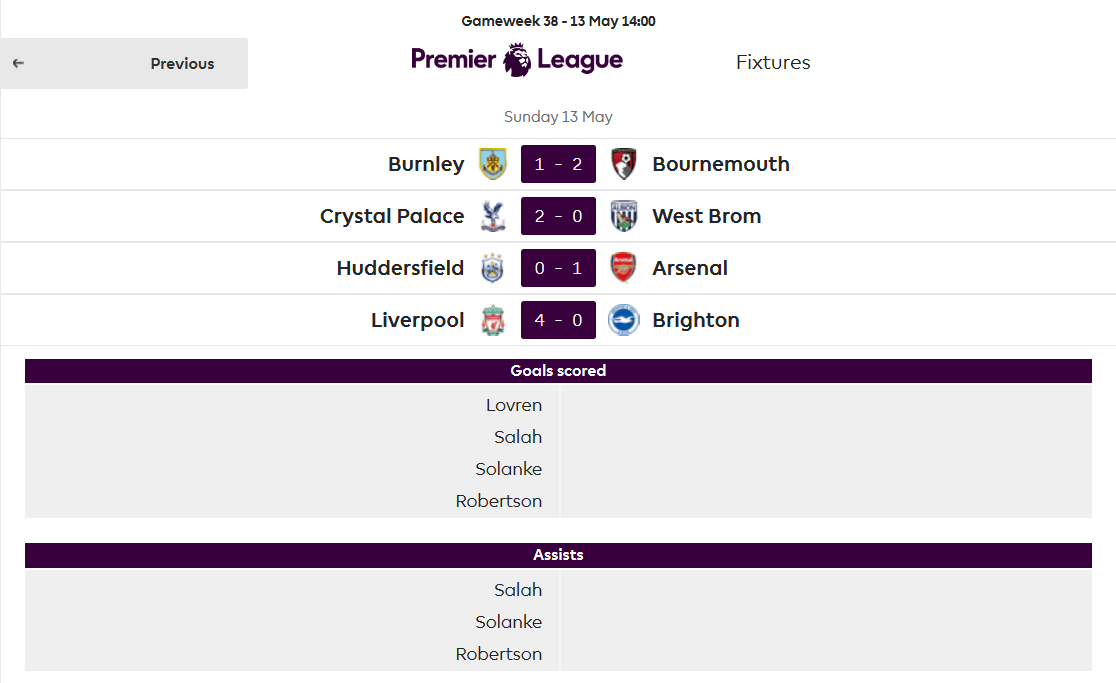 Gameweek 38 - 13 May 14:00
← Previous
Premier League
Fixtures
Sunday 13 May
Burnley 1 - 2 Bournemouth
Crystal Palace 2 - 0 West Brom
Huddersfield 0 - 1 Arsenal
Liverpool 4 - 0 Brighton
Goals scored
Lovren
Salah
Solanke
Robertson
Assists
Salah
Solanke
Robertson